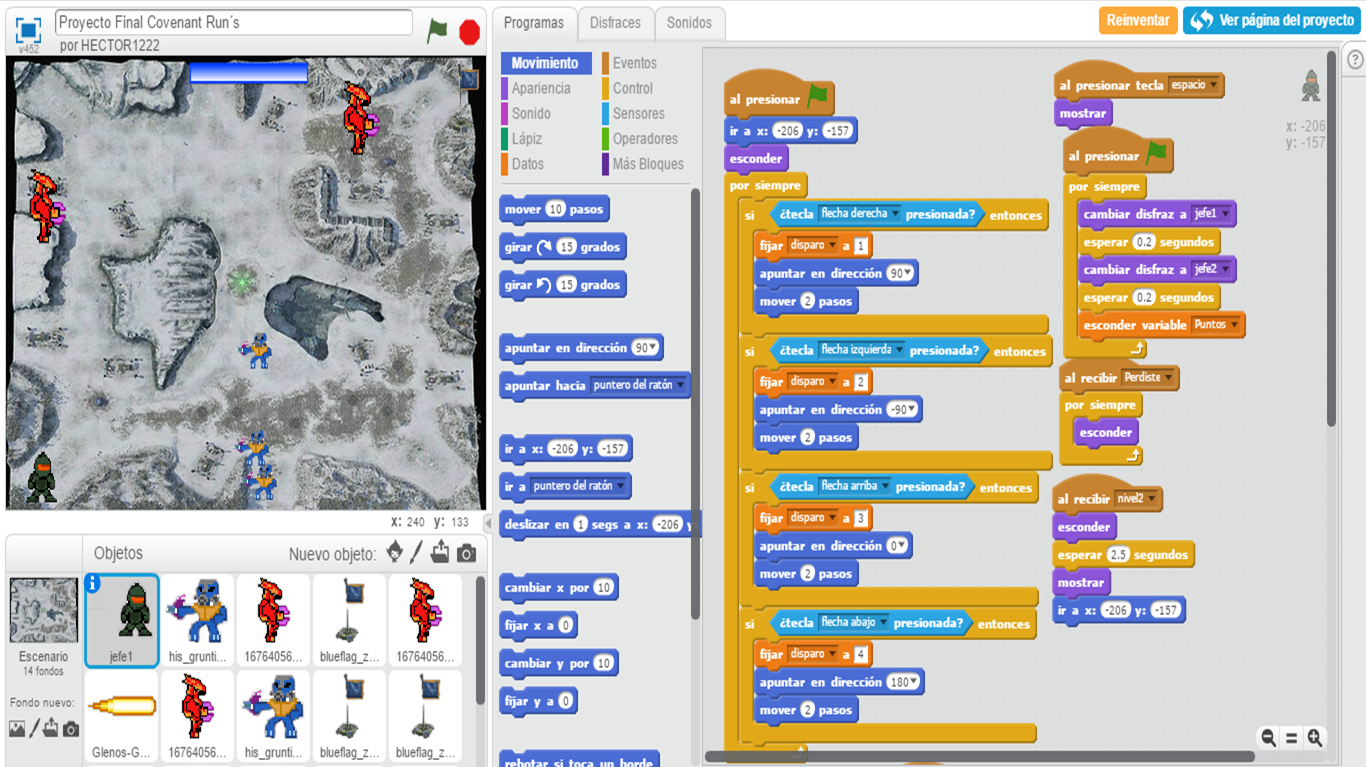 Proyecto Final Covenant Run´s
v452
por HECTOR1222
x: 240 y: 133
Objetos
Nuevo objeto:
Escenario
14 fondos
Fondo nuevo:
jefe1
his_grunti...
16764056...
blueflag_z...
16764056...
Glenos-G...
16764056...
his_grunti...
blueflag_z...
blueflag_z...
Programas
Disfraces
Sonidos
Reinventar
Ver página del proyecto
Movimiento
Apariencia
Sonido
Lápiz
Datos
Eventos
Control
Sensores
Operadores
Más Bloques
mover 10 pasos
girar 15 grados
girar 15 grados
apuntar en dirección 90
apuntar hacia puntero del ratón
ir a x: -206 y: -157
ir a puntero del ratón
deslizar en 1 segs a x: -206 y
cambiar x por 10
fijar x a 0
cambiar y por 10
fijar y a 0
rebotar si toca un borde
al presionar
ir a x: -206 y: -157
esconder
por siempre
si ¿tecla flecha derecha presionada? entonces
fijar disparo a 1
apuntar en dirección 90
mover 2 pasos
si ¿tecla flecha izquierda presionada? entonces
fijar disparo a 2
apuntar en dirección -90
mover 2 pasos
si ¿tecla flecha arriba presionada? entonces
fijar disparo a 3
apuntar en dirección 0
mover 2 pasos
si ¿tecla flecha abajo presionada? entonces
fijar disparo a 4
apuntar en dirección 180
mover 2 pasos
al presionar tecla espacio
mostrar
al presionar
por siempre
cambiar disfraz a jefe1
esperar 0.2 segundos
cambiar disfraz a jefe2
esperar 0.2 segundos
esconder variable Puntos
al recibir Perdiste
por siempre
esconder
al recibir nivel2
esconder
esperar 2.5 segundos
mostrar
ir a x: -206 y: -157
x: -206
y: -157